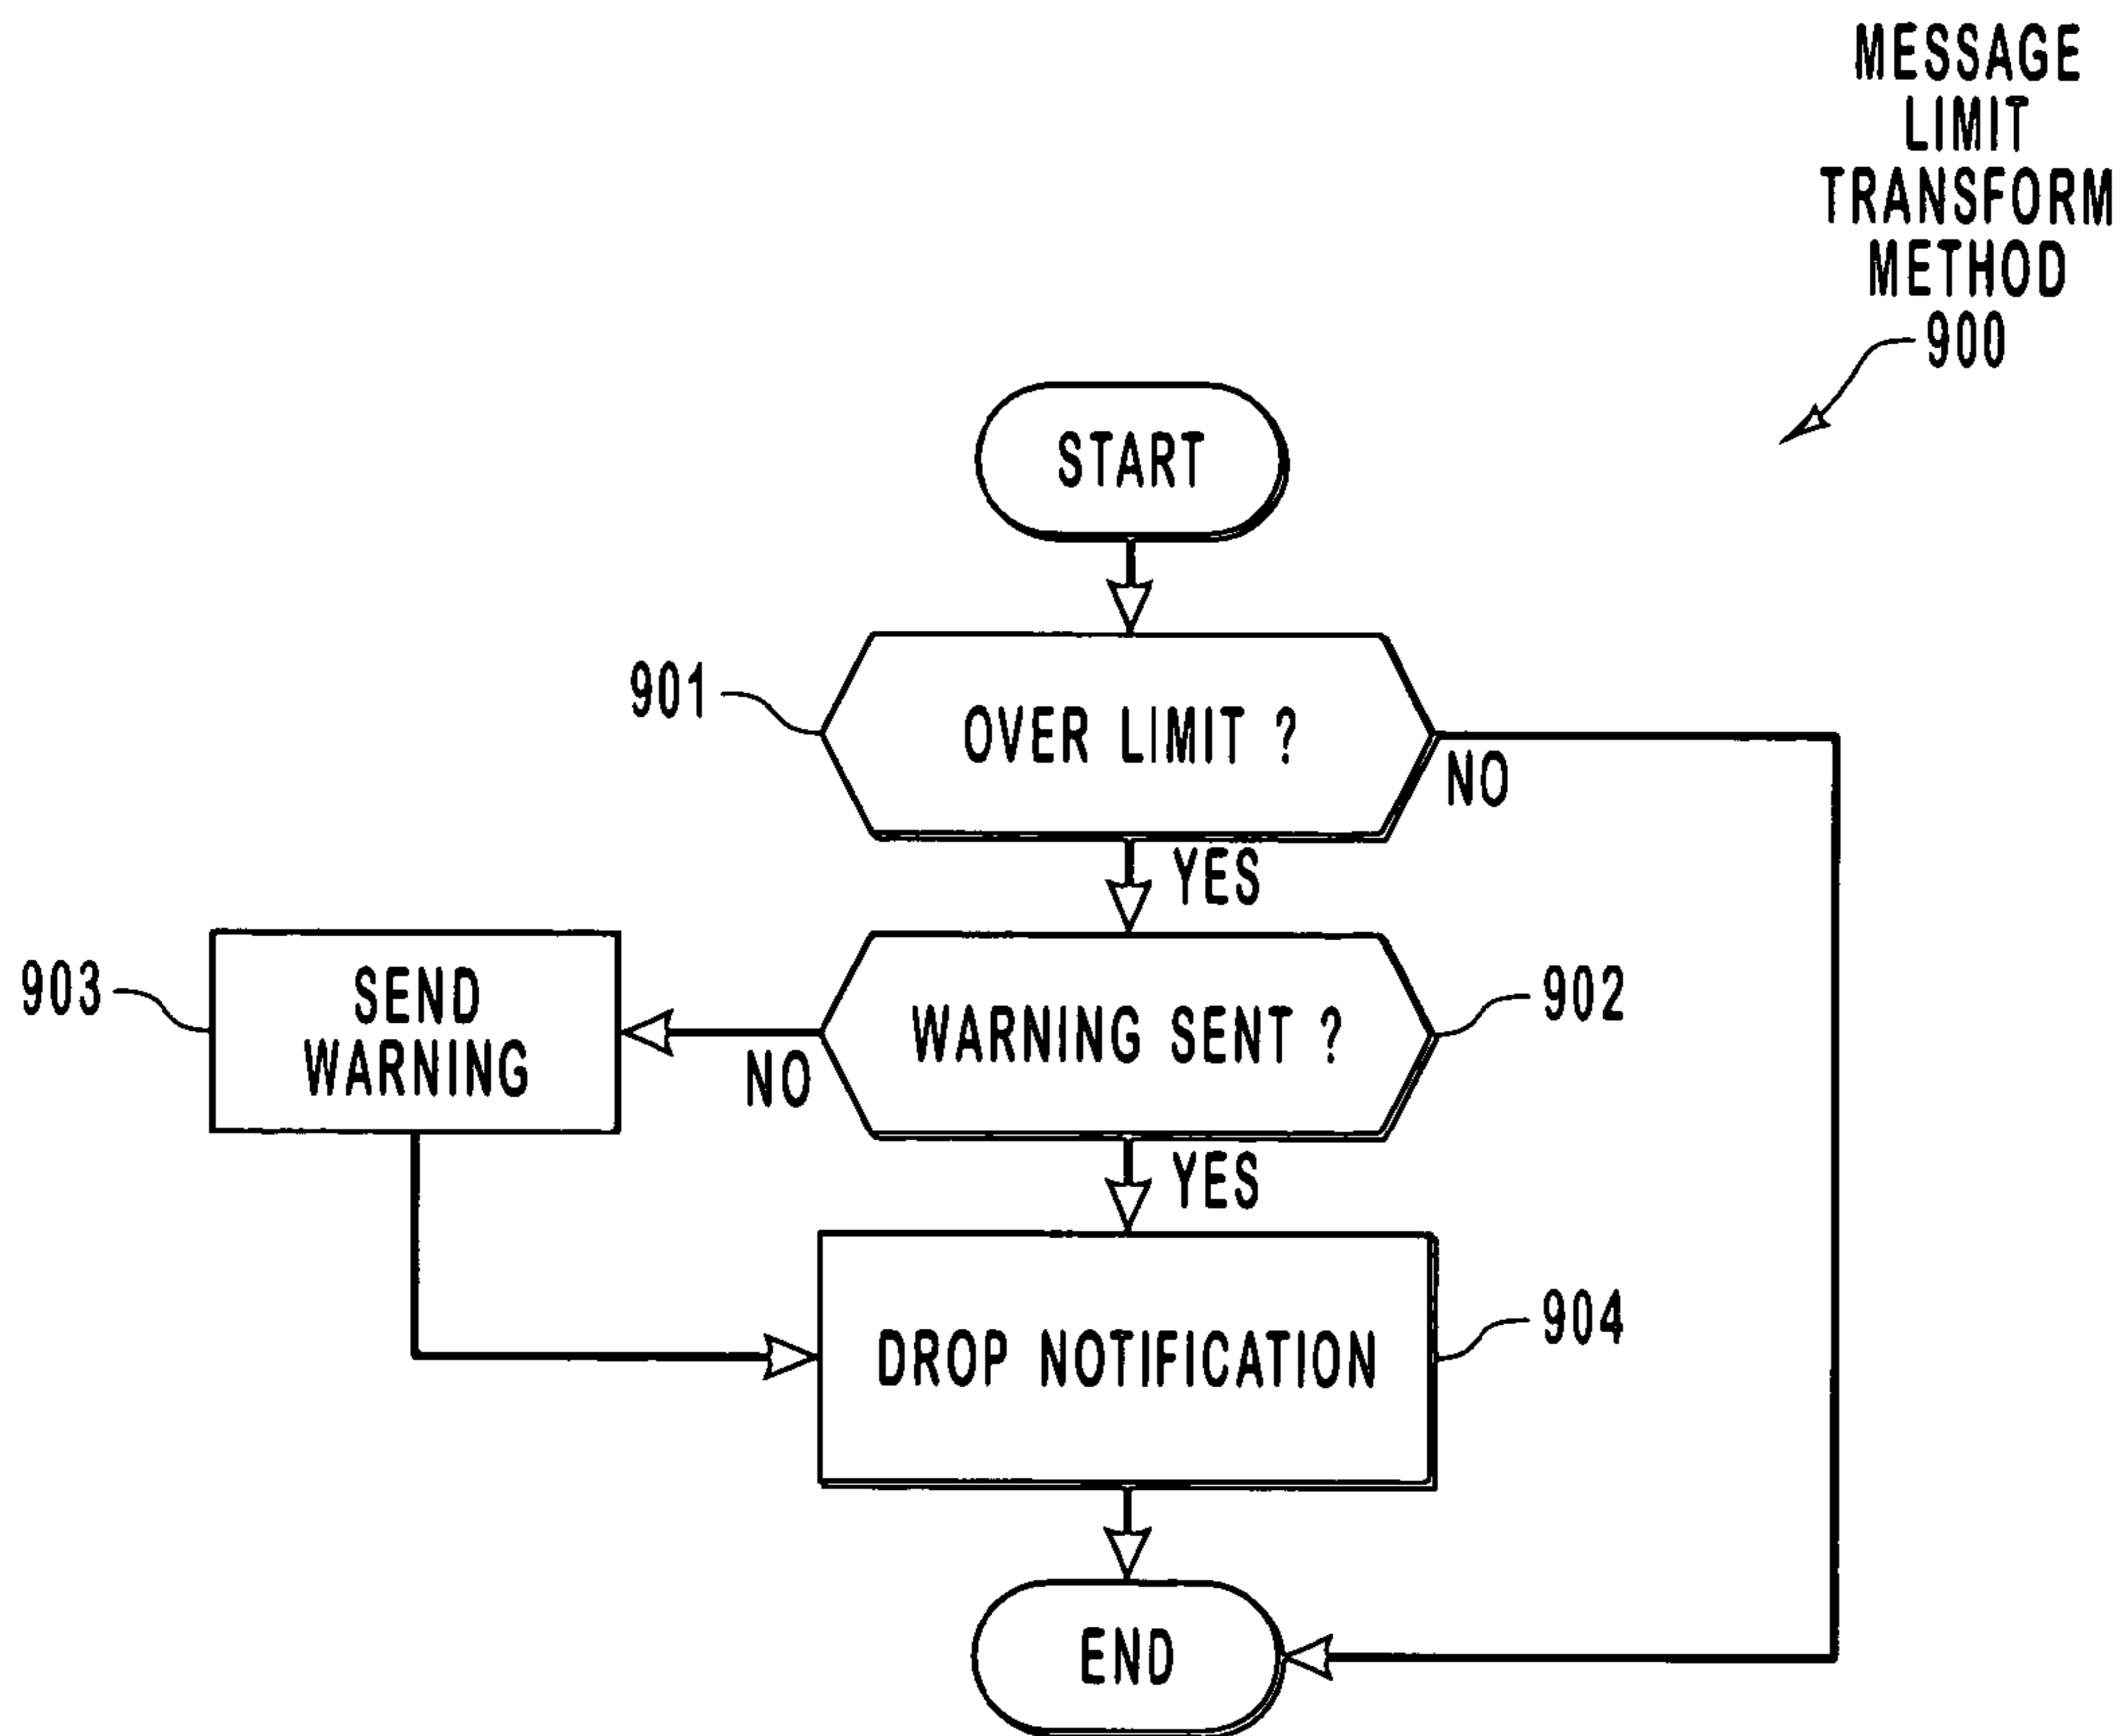 MESSAGE
LIMIT
TRANSFORM
METHOD
900
START
901
OVER LIMIT ?
NO
YES
903
SEND
WARNING
NO
WARNING SENT ?
902
YES
DROP NOTIFICATION
904
END